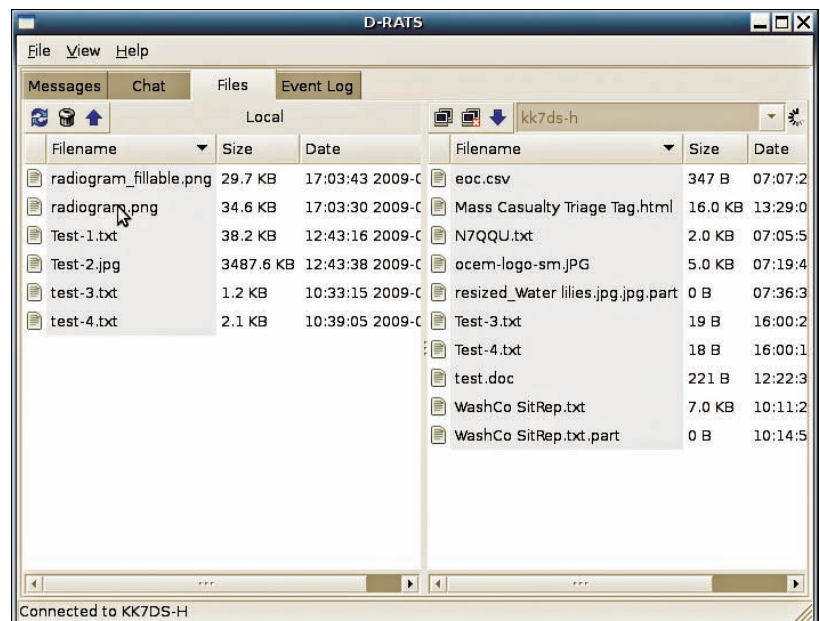 D-RATS
File View Help
Messages Chat Files Event Log
Local kk7ds-h
Filename Size Date Filename Size Date
radiogram_fillable.png 29.7 KB 17:03:43 2009-0 eoc.csv 347 B 07:07:2
radiogram.png 34.6 KB 17:03:30 2009-0 Mass Casualty Triage Tag.html 16.0 KB 13:29:0
Test-1.txt 38.2 KB 12:43:16 2009-0 N7QQU.txt 2.0 KB 07:05:5
Test-2.jpg 3487.6 KB 12:43:38 2009-0 ocem-logo-sm.JPG 5.0 KB 07:19:4
test-3.txt 1.2 KB 10:33:15 2009-0 resized_Water lilies.jpg.jpg.part 0 B 07:36:3
test-4.txt 2.1 KB 10:39:05 2009-0 Test-3.txt 19 B 16:00:2
Test-4.txt 18 B 16:00:1
test.doc 221 B 12:22:3
WashCo SitRep.txt 7.0 KB 10:11:2
WashCo SitRep.txt.part 0 B 10:14:5
Connected to KK7DS-H